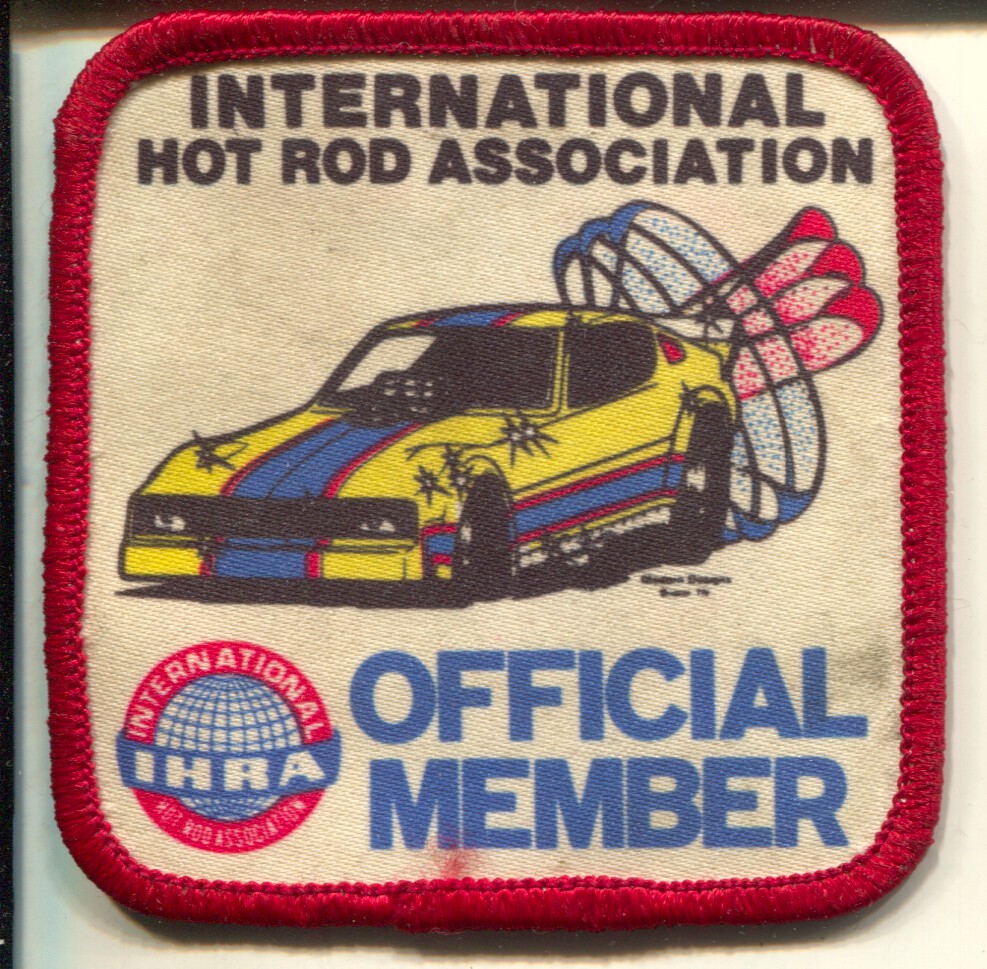 INTERNATIONAL
HOT ROD ASSOCIATION
INTERNATIONAL
IHRA
HOT ROD ASSOCIATION
OFFICIAL
MEMBER